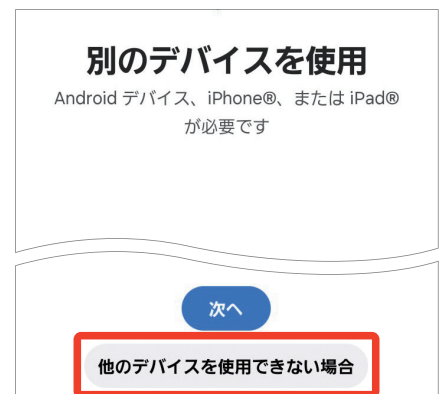 別のデバイスを使用
Android デバイス、iPhone®、または iPad®
が必要です
次へ
他のデバイスを使用できない場合